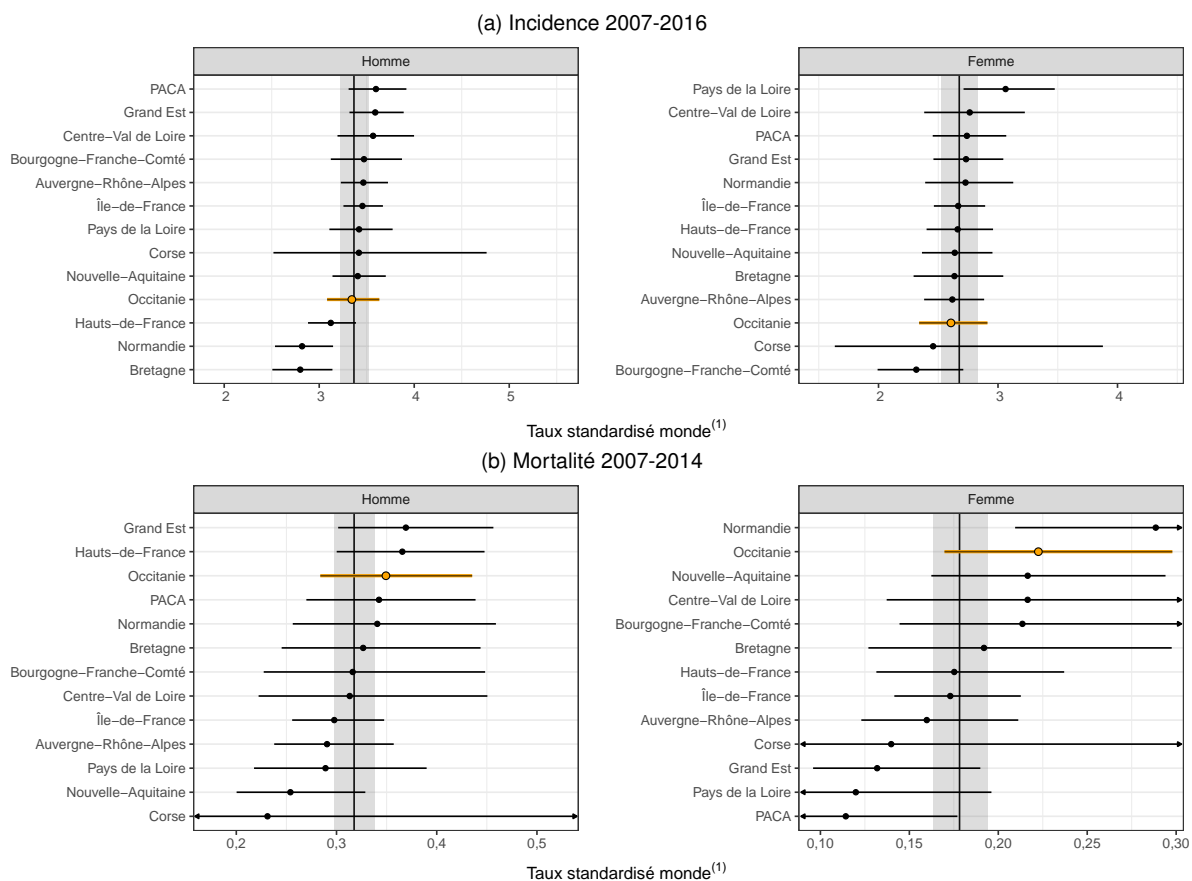 (a) Incidence 2007-2016
Homme
PACA
Grand Est
Centre−Val de Loire
Bourgogne−Franche−Comté
Auvergne−Rhône−Alpes
Île−de−France
Pays de la Loire
Corse
Nouvelle−Aquitaine
Occitanie
Hauts−de−France
Normandie
Bretagne
2 3 4 5
Femme
Pays de la Loire
Centre−Val de Loire
PACA
Grand Est
Normandie
Île−de−France
Hauts−de−France
Nouvelle−Aquitaine
Bretagne
Auvergne−Rhône−Alpes
Occitanie
Corse
Bourgogne−Franche−Comté
2 3 4
Taux standardisé monde(1)
(b) Mortalité 2007-2014
Homme
Grand Est
Hauts−de−France
Occitanie
PACA
Normandie
Bretagne
Bourgogne−Franche−Comté
Centre−Val de Loire
Île−de−France
Auvergne−Rhône−Alpes
Pays de la Loire
Nouvelle−Aquitaine
Corse
0,2 0,3 0,4 0,5
Femme
Normandie
Occitanie
Nouvelle−Aquitaine
Centre−Val de Loire
Bourgogne−Franche−Comté
Bretagne
Hauts−de−France
Île−de−France
Auvergne−Rhône−Alpes
Corse
Grand Est
Pays de la Loire
PACA
0,10 0,15 0,20 0,25 0,30
Taux standardisé monde(1)